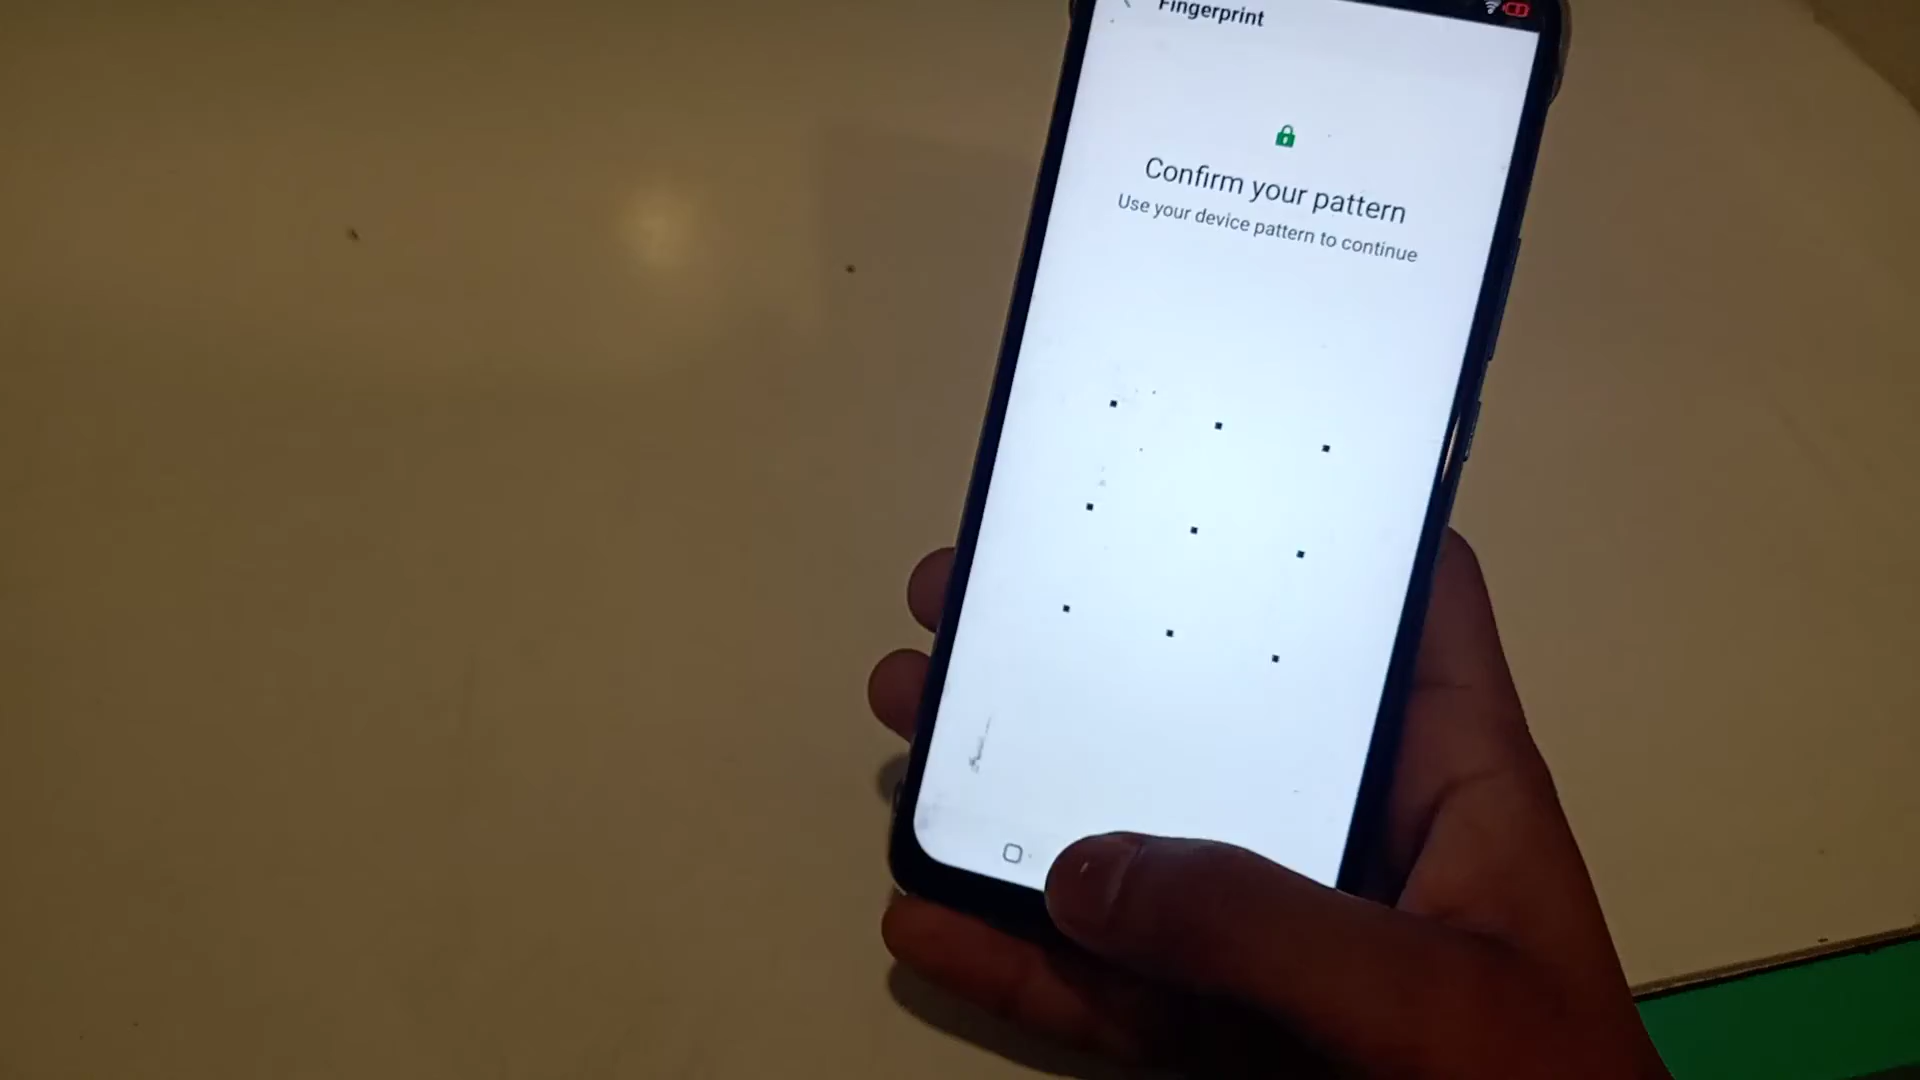 Fingerprint
Confirm your pattern
Use your device pattern to continue